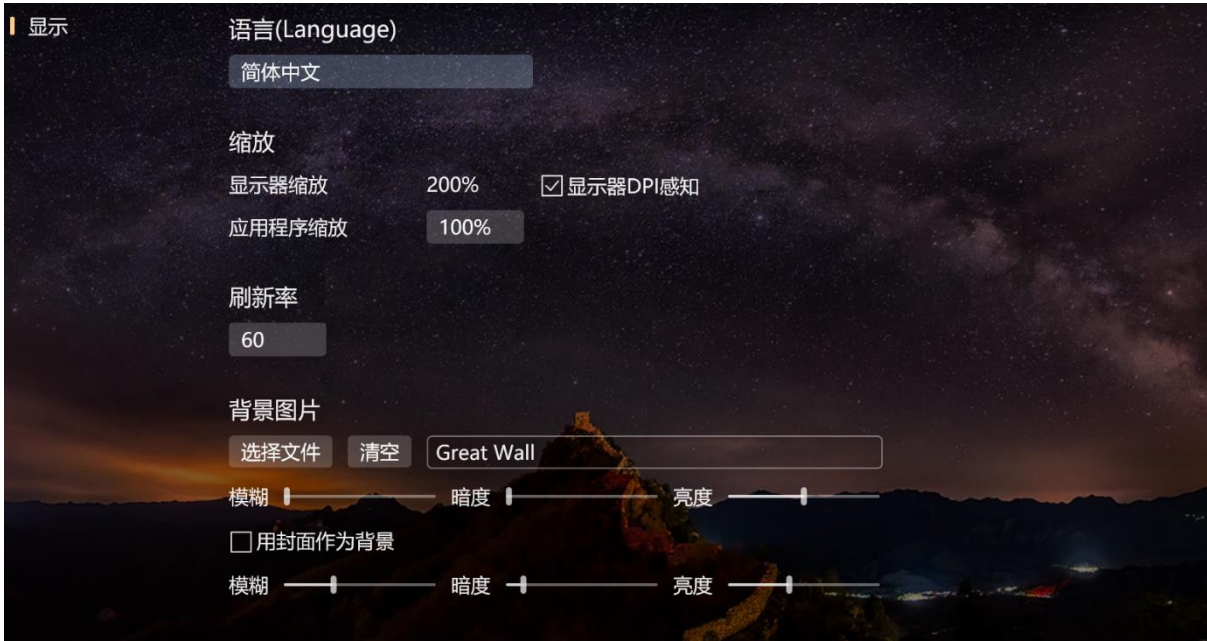 显示
语言(Language)
简体中文
缩放
显示器缩放 200% 显示器DPI感知
应用程序缩放 100%
刷新率
60
背景图片
选择文件 清空 Great Wall
模糊 暗度 亮度
用封面作为背景
模糊 暗度 亮度